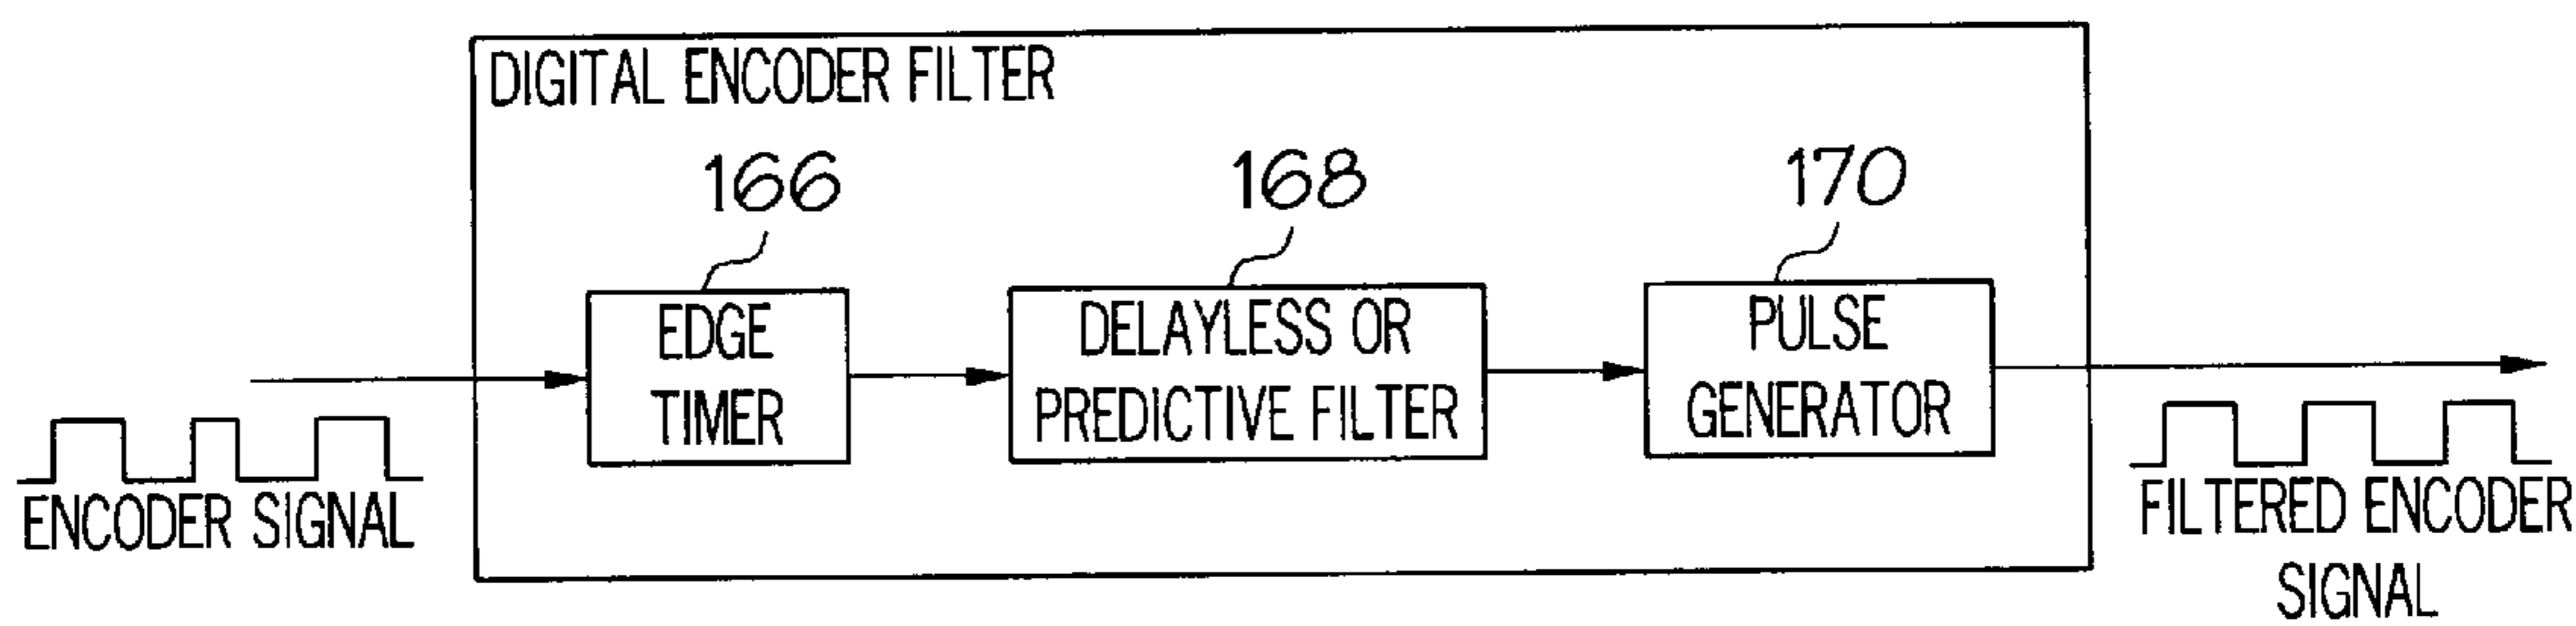 DIGITAL ENCODER FILTER
166
168
170
EDGE
TIMER
DELAYLESS OR
PREDICTIVE FILTER
PULSE
GENERATOR
ENCODER SIGNAL
FILTERED ENCODER
SIGNAL